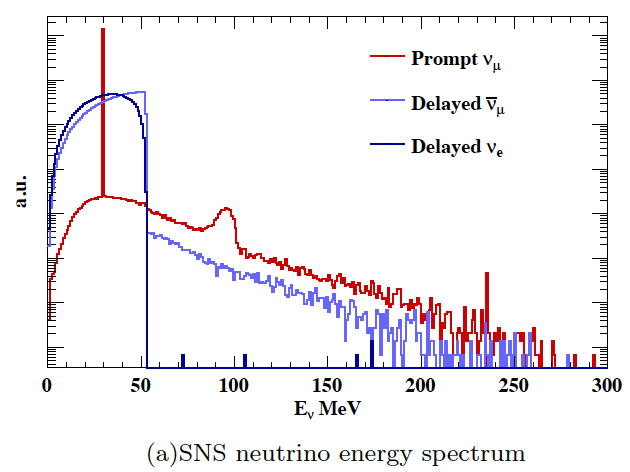 Prompt νμ
Delayed ν̄μ
Delayed νe
a.u.
0 50 100 150 200 250 300
Eν MeV
(a)SNS neutrino energy spectrum